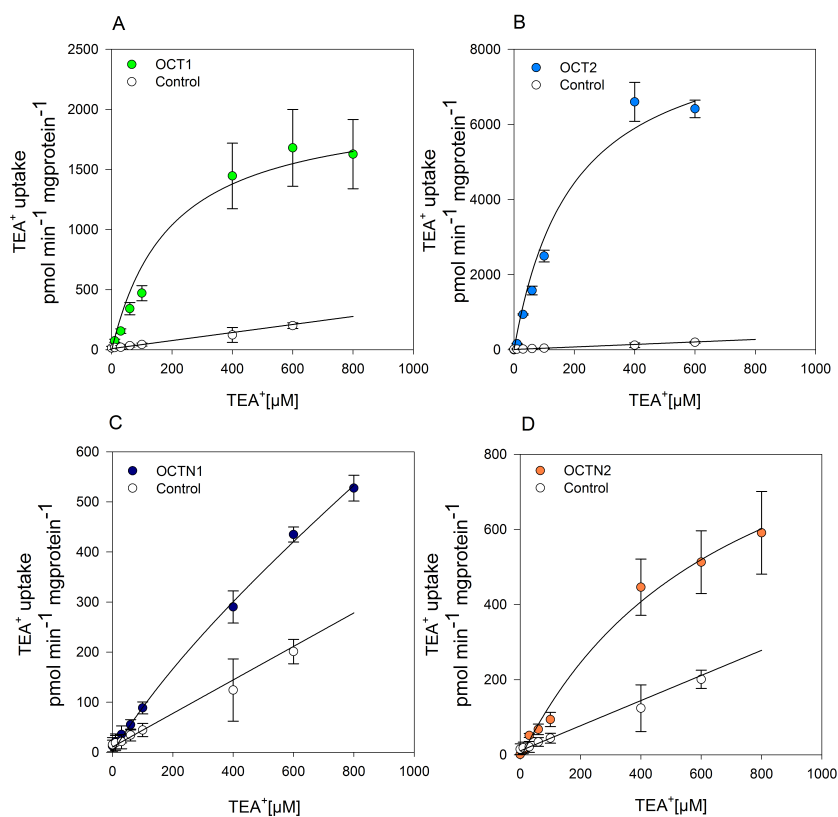 A
2500
2000
1500
1000
500
0
0 200 400 600 800 1000
OCT1
Control
TEA⁺ uptake
pmol min⁻¹ mgprotein⁻¹
TEA⁺[µM]
B
8000
6000
4000
2000
0
0 200 400 600 800 1000
OCT2
Control
TEA⁺ uptake
pmol min⁻¹ mgprotein⁻¹
TEA⁺[µM]
C
600
500
400
300
200
100
0
0 200 400 600 800 1000
OCTN1
Control
TEA⁺ uptake
pmol min⁻¹ mgprotein⁻¹
TEA⁺[µM]
D
800
600
400
200
0
0 200 400 600 800 1000
OCTN2
Control
TEA⁺ uptake
pmol min⁻¹ mgprotein⁻¹
TEA⁺[µM]